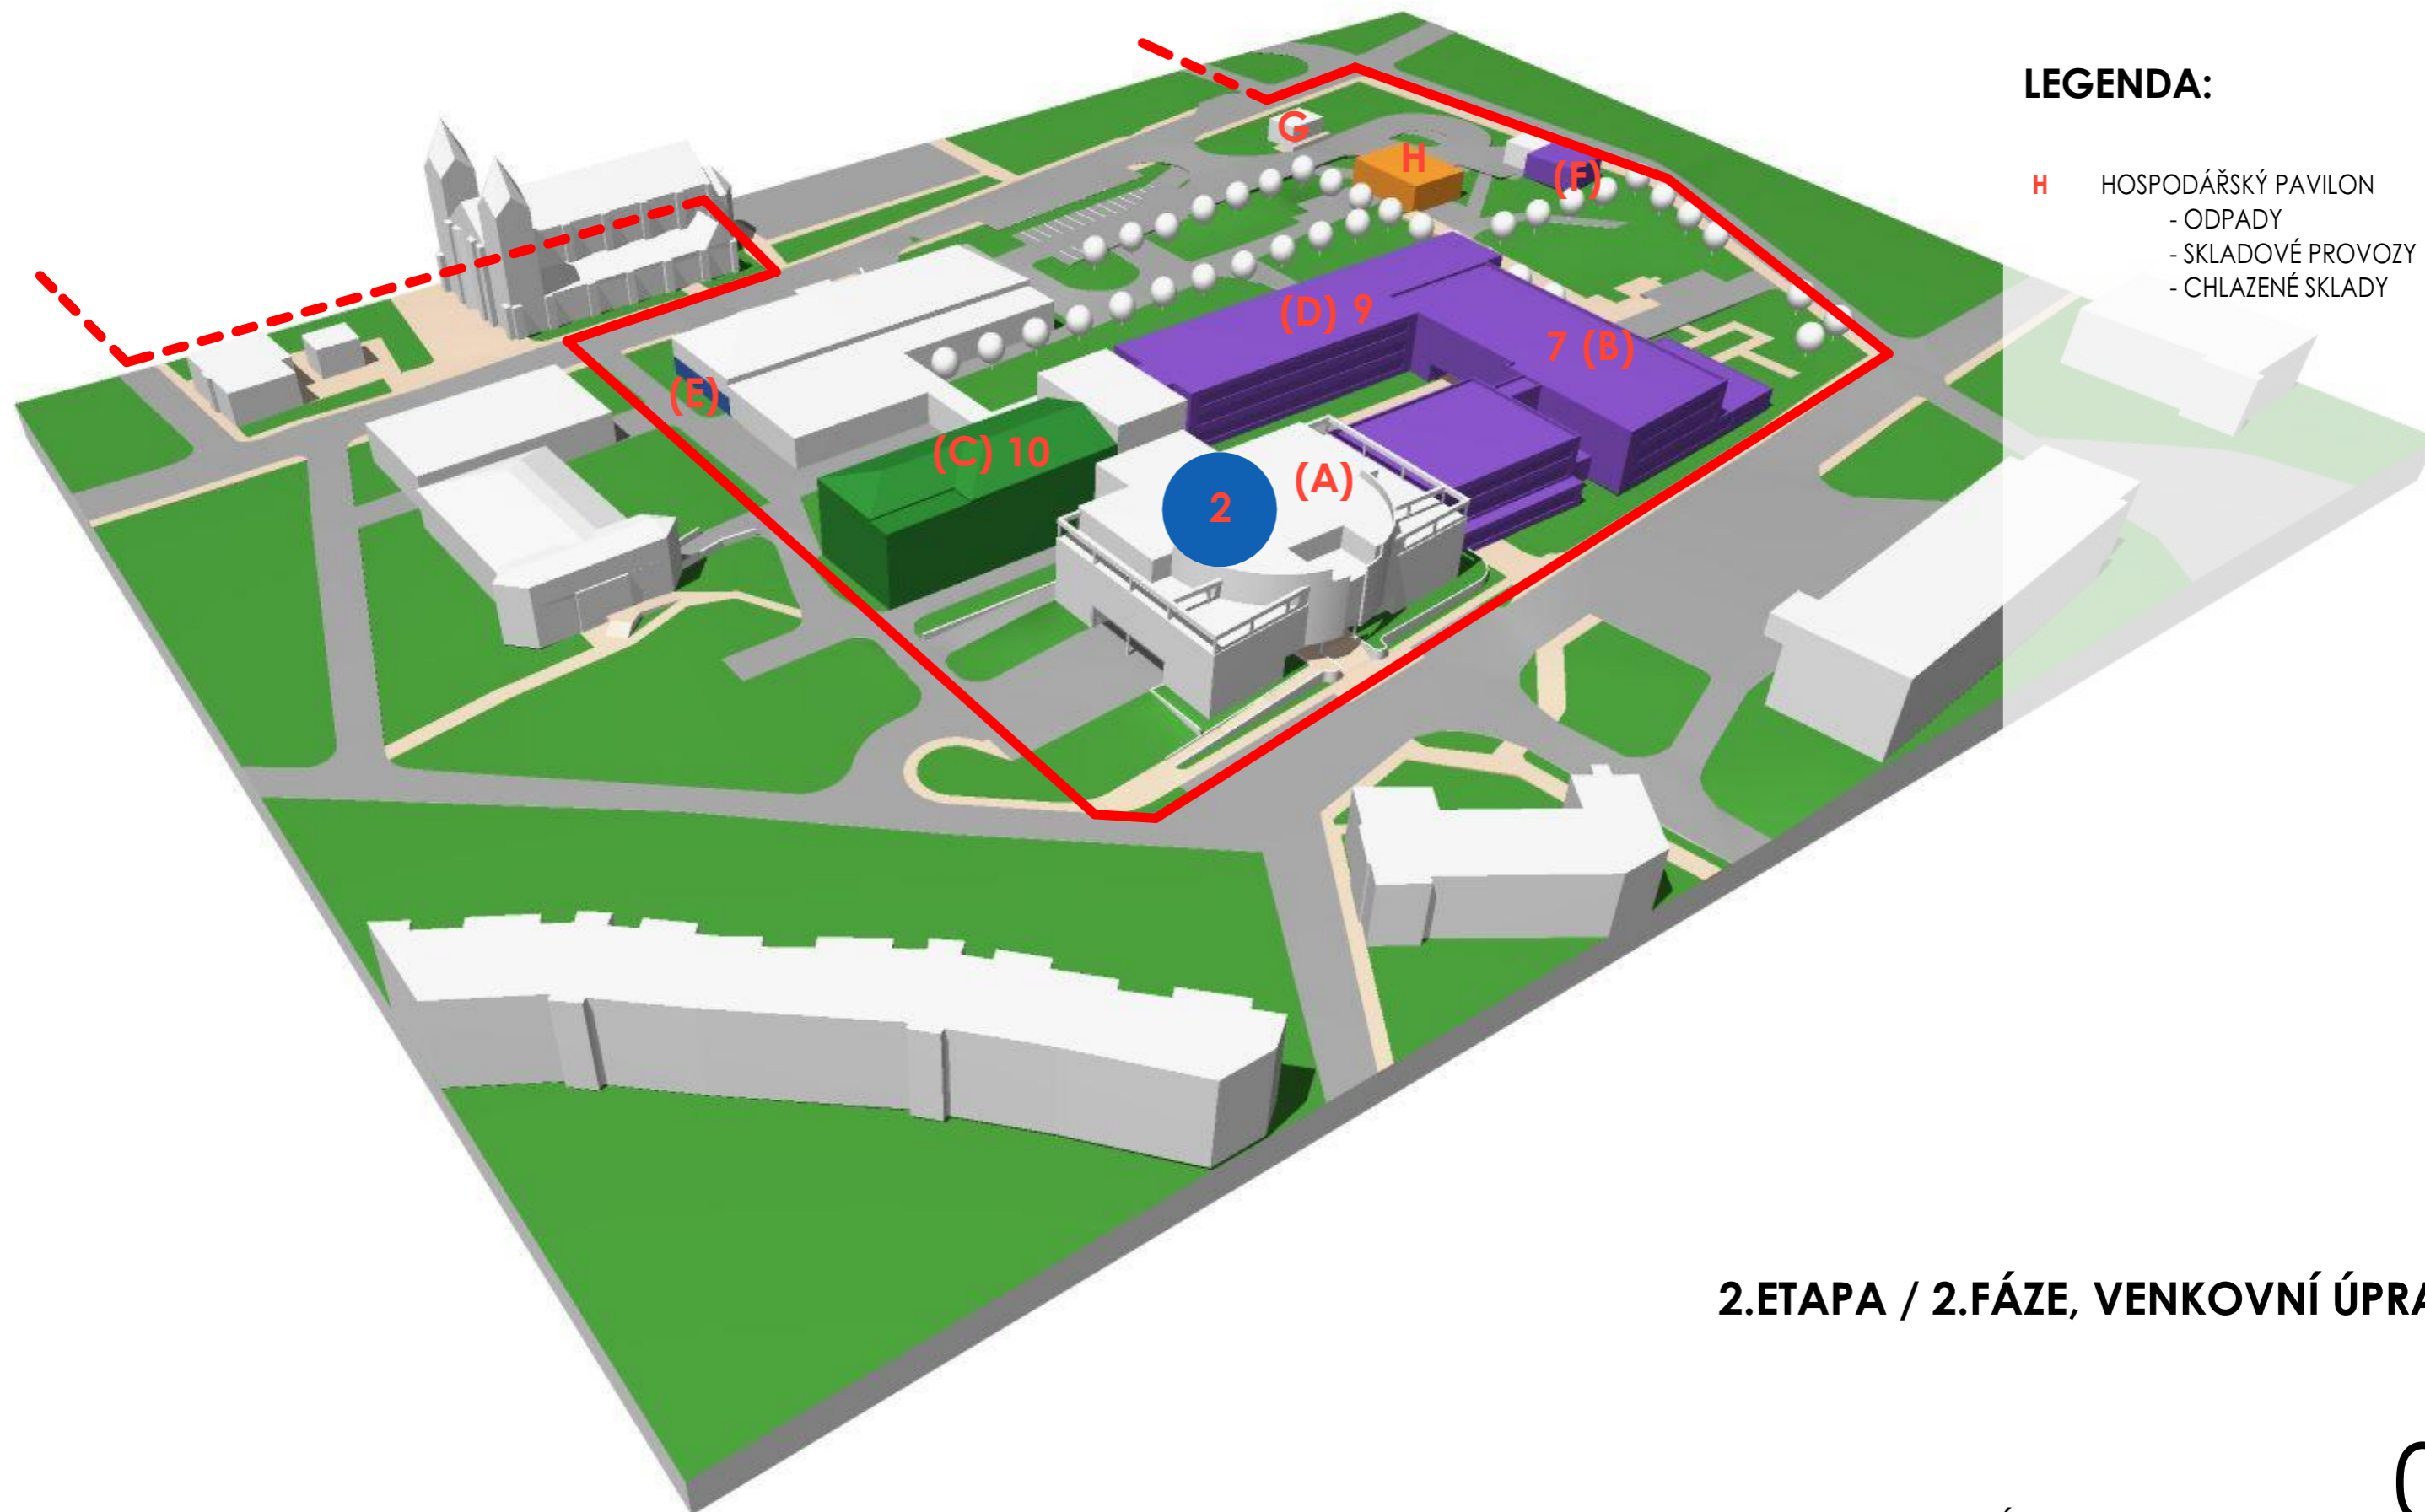 LEGENDA:
G
H
(F)
H HOSPODÁŘSKÝ PAVILON
- ODPADY
- SKLADOVÉ PROVOZY
- CHLAZENÉ SKLADY
(D) 9
7 (B)
(E)
(C) 10
(A)
2
2.ETAPA / 2.FÁZE, VENKOVNÍ ÚPRA